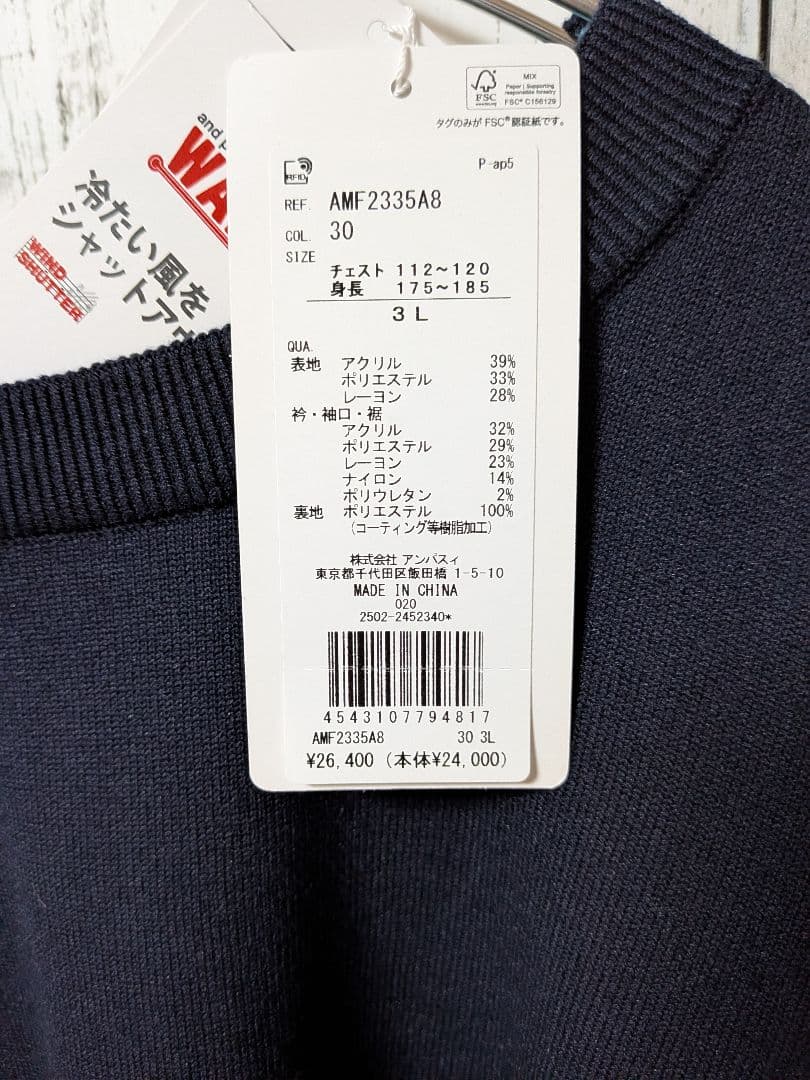 and p
WA
冷たい風を
シャットアウ
WIND
SHUTTER
FSC
MIX
Paper | Supporting
responsible forestry
FSC® C156129
タグのみが FSC®認証紙です。
RFID
P-ap5
REF. AMF2335A8
COL. 30
SIZE
チェスト 112～120
身長 175～185
3L
QUA.
表地 アクリル 39%
ポリエステル 33%
レーヨン 28%
衿・袖口・裾
アクリル 32%
ポリエステル 29%
レーヨン 23%
ナイロン 14%
ポリウレタン 2%
裏地 ポリエステル 100%
(コーティング等樹脂加工)
株式会社 アンパスィ
東京都千代田区飯田橋 1-5-10
MADE IN CHINA
020
2502-2452340*
4543107794817
AMF2335A8 30 3L
¥26,400 (本体¥24,000)